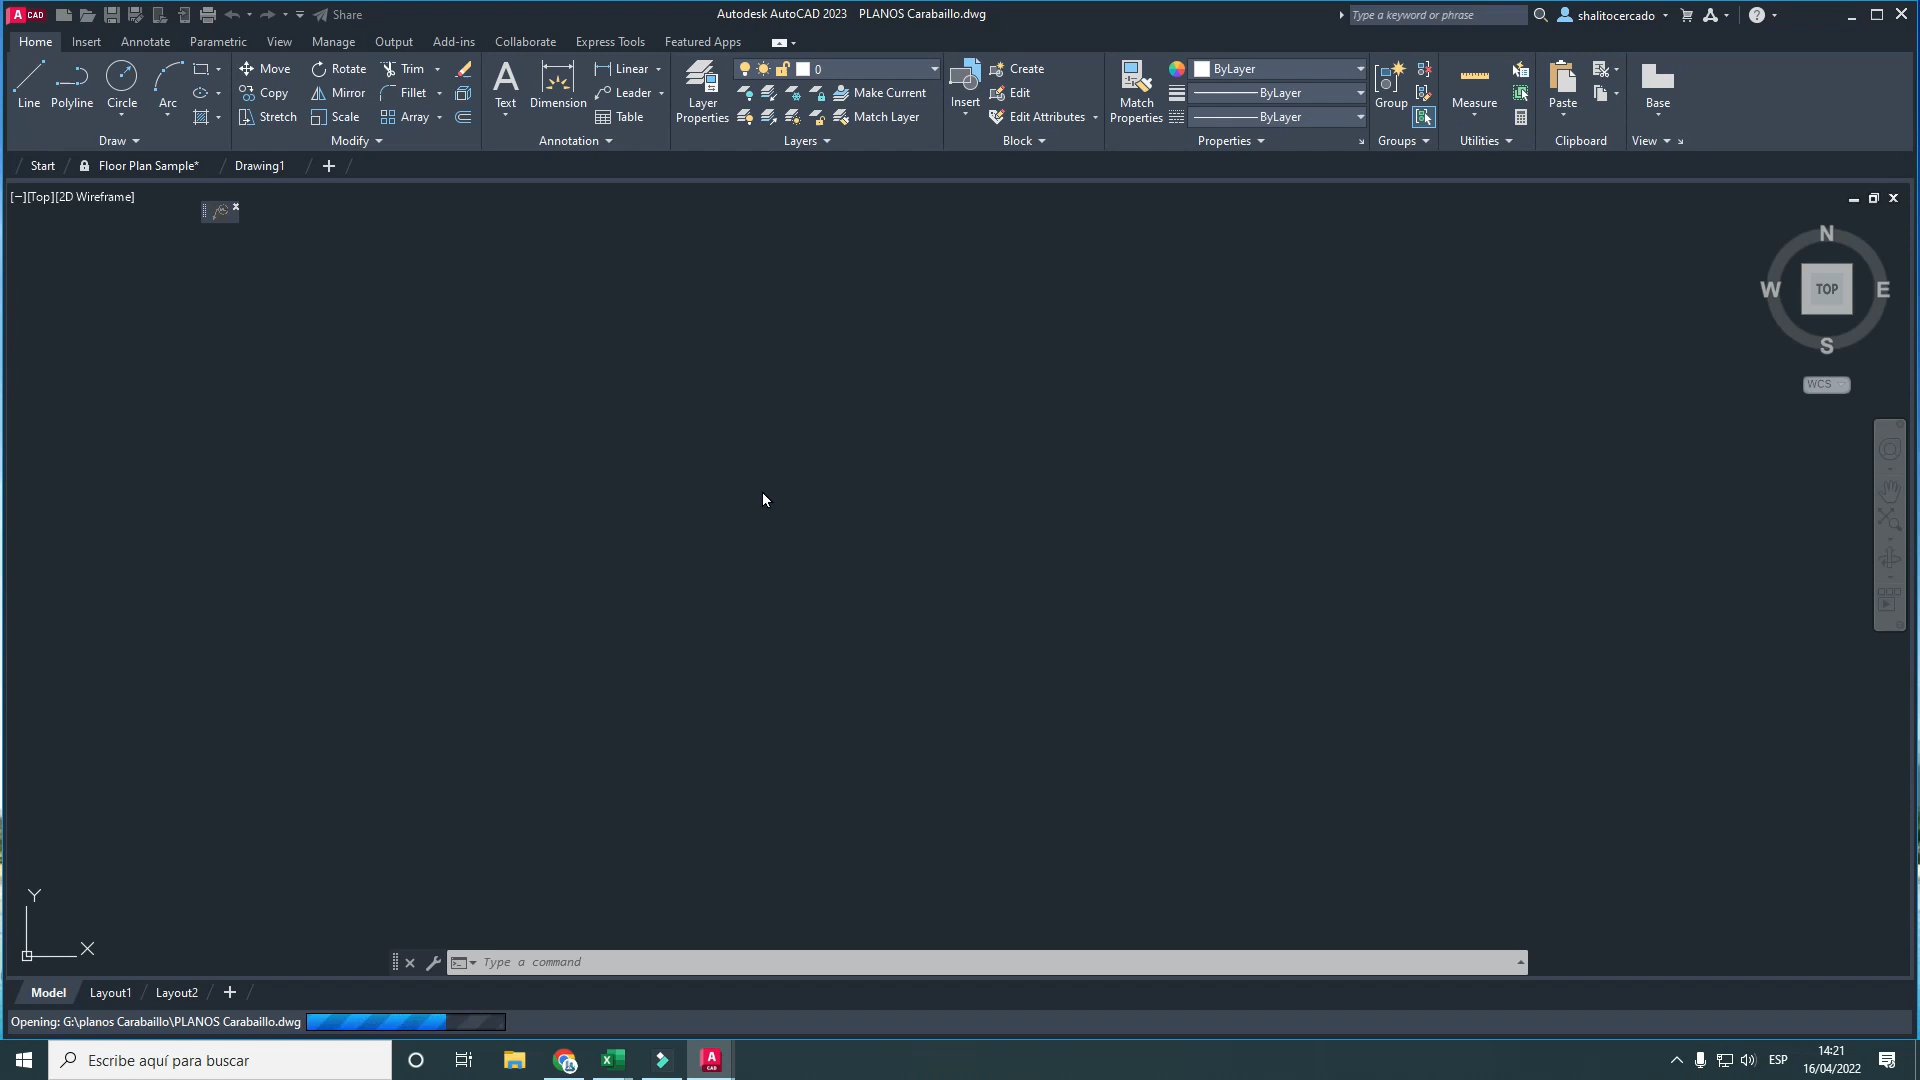 A CAD Share Autodesk AutoCAD 2023 PLANOS Carabaillo.dwg Type a keyword or phrase shalitocercado
Home Insert Annotate Parametric View Manage Output Add-ins Collaborate Express Tools Featured Apps
Line Polyline Circle Arc
Draw
Move Rotate Trim
Copy Mirror Fillet
Stretch Scale Array
Modify
Text Dimension
Linear
Leader
Table
Annotation
Layer Properties
0
Make Current
Match Layer
Layers
Insert
Create
Edit
Edit Attributes
Block
Match Properties
ByLayer
ByLayer
ByLayer
Properties
Group
Groups
Measure
Utilities
Paste
Clipboard
Base
View
Start Floor Plan Sample* Drawing1
[−][Top][2D Wireframe]
N
W TOP E
S
WCS
Y
X
Type a command
Model Layout1 Layout2
Opening: G:\planos Carabaillo\PLANOS Carabaillo.dwg
Escribe aquí para buscar
A CAD
ESP
14:21
16/04/2022